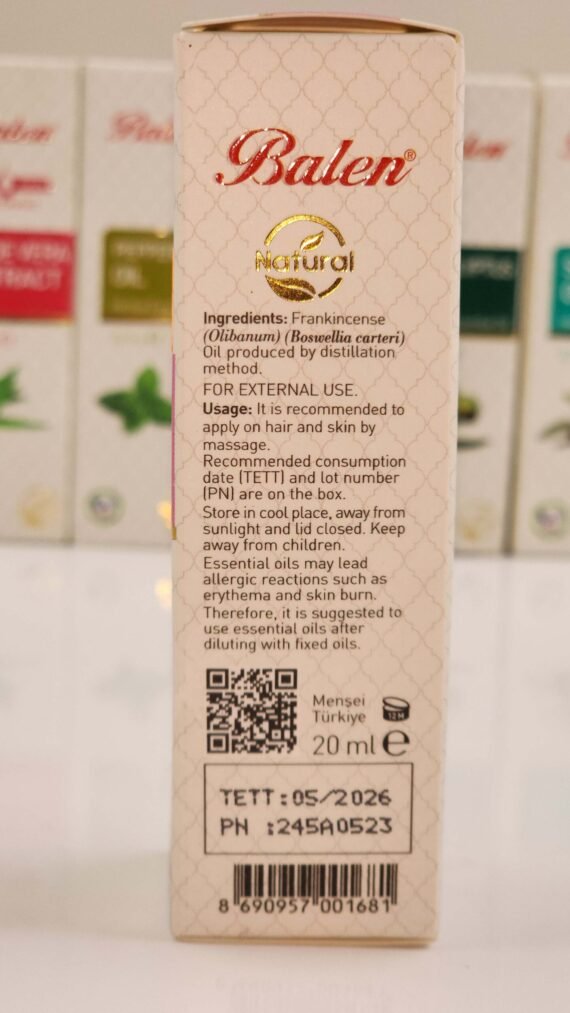 Balen®
Natural
Ingredients: Frankincense
(Olibanum) (Boswellia carteri)
Oil produced by distillation
method.
FOR EXTERNAL USE.
Usage: It is recommended to
apply on hair and skin by
massage.
Recommended consumption
date (TETT) and lot number
(PN) are on the box.
Store in cool place, away from
sunlight and lid closed. Keep
away from children.
Essential oils may lead
allergic reactions such as
erythema and skin burn.
Therefore, it is suggested to
use essential oils after
diluting with fixed oils.
Menşei
Türkiye
12M
20 ml ℮
TETT:05/2026
PN :245A0523
8 690957 001681